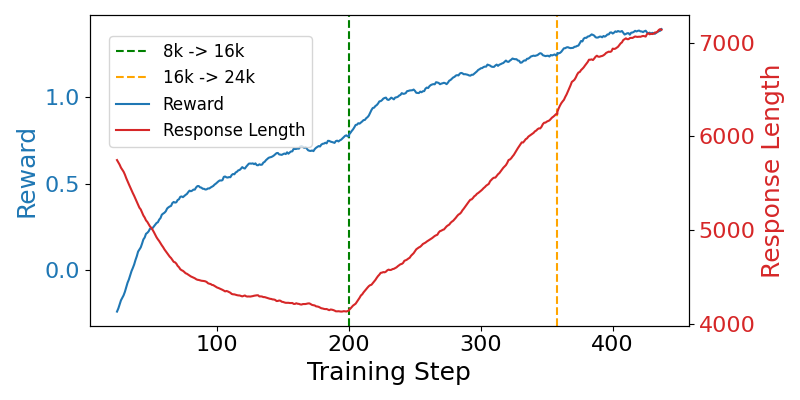 8k -> 16k
16k -> 24k
Reward
Response Length
Reward
1.0
0.5
0.0
7000
6000
5000
4000
Response Length
100
200
300
400
Training Step